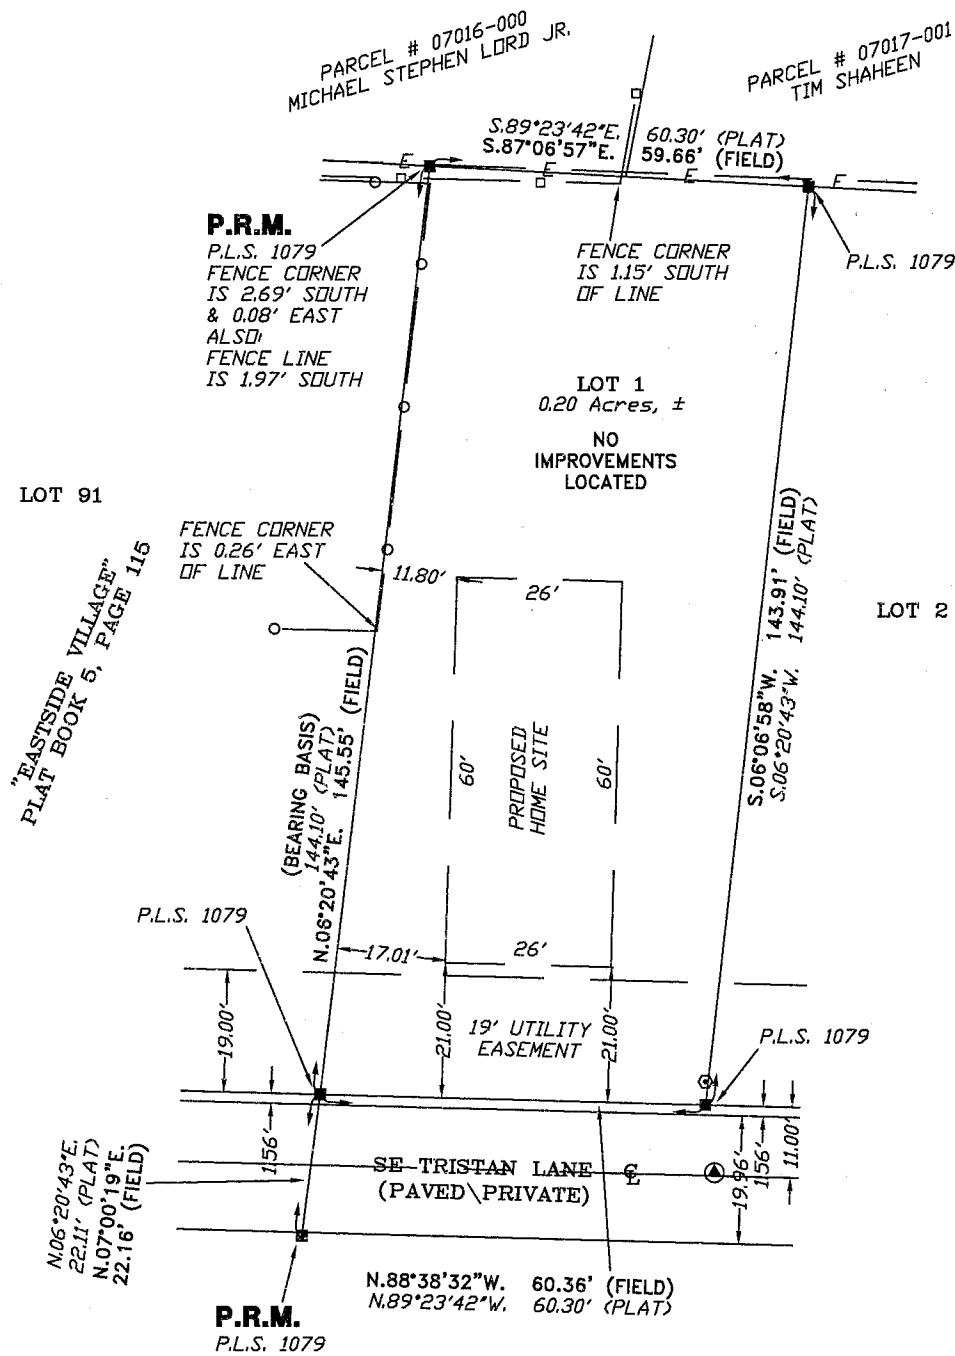 PARCEL # 07016-000
MICHAEL STEPHEN LORD JR.
PARCEL # 07017-001
TIM SHAHEEN
S.89°23'42"E. 60.30' (PLAT)
S.87°06'57"E. 59.66' (FIELD)
E E E E
P.R.M.
P.L.S. 1079
FENCE CORNER
IS 2.69' SOUTH
& 0.08' EAST
ALSO:
FENCE LINE
IS 1.97' SOUTH
FENCE CORNER
IS 1.15' SOUTH
OF LINE
P.L.S. 1079
LOT 1
0.20 Acres, ±
NO
IMPROVEMENTS
LOCATED
LOT 91
"EASTSIDE VILLAGE"
PLAT BOOK 5, PAGE 115
FENCE CORNER
IS 0.26' EAST
OF LINE
11.80'
26'
LOT 2
143.91' (FIELD)
144.10' (PLAT)
S.06°06'58"W.
S.06°20'43"W.
(BEARING BASIS)
144.10' (PLAT)
N.06°20'43"E. 145.55' (FIELD)
60'
PROPOSED
HOME SITE
60'
P.L.S. 1079
17.01'
26'
19.00'
21.00'
19' UTILITY
EASEMENT
21.00'
P.L.S. 1079
1.56'
SE TRISTAN LANE
(PAVED\PRIVATE)
CL
19.96'
1.56'
11.00'
N.06°20'43"E.
22.11' (PLAT)
N.07°00'19"E.
22.16' (FIELD)
N.88°38'32"W. 60.36' (FIELD)
N.89°23'42"W. 60.30' (PLAT)
P.R.M.
P.L.S. 1079